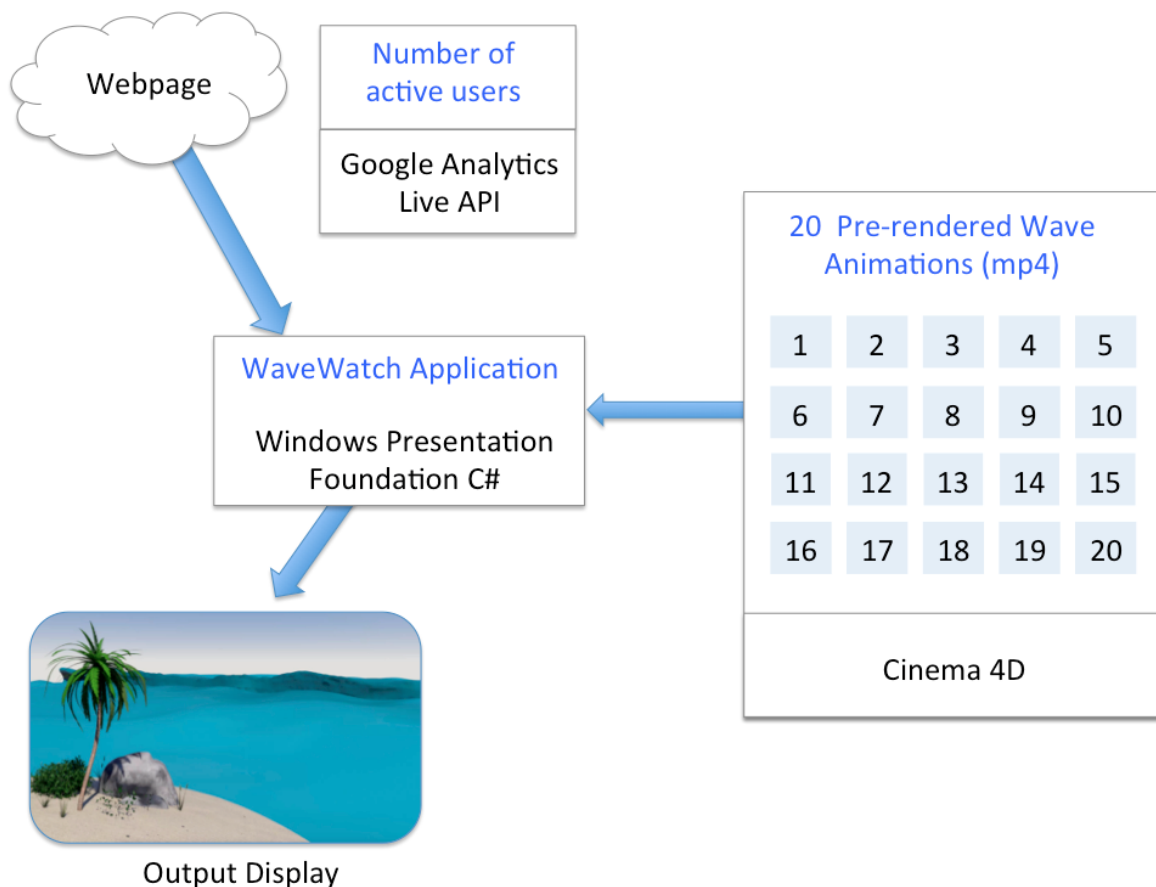 Webpage
Number of
active users
Google Analytics
Live API
20 Pre-rendered Wave
Animations (mp4)
1 2 3 4 5
6 7 8 9 10
11 12 13 14 15
16 17 18 19 20
Cinema 4D
WaveWatch Application
Windows Presentation
Foundation C#
Output Display